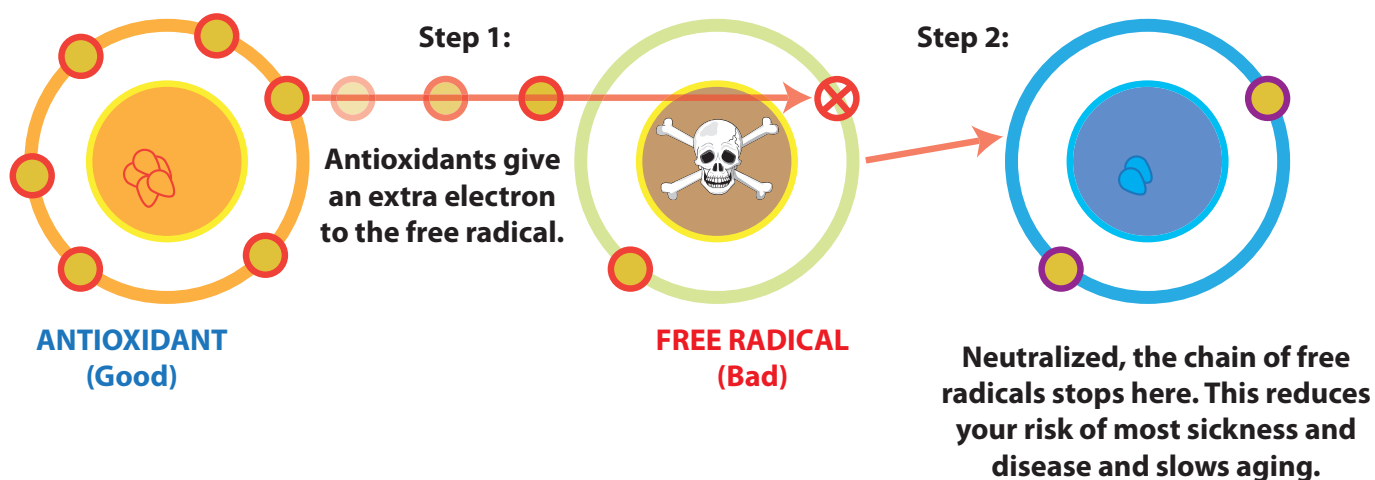 Step 1:
Antioxidants give
an extra electron
to the free radical.
ANTIOXIDANT
(Good)
FREE RADICAL
(Bad)
Step 2:
Neutralized, the chain of free
radicals stops here. This reduces
your risk of most sickness and
disease and slows aging.